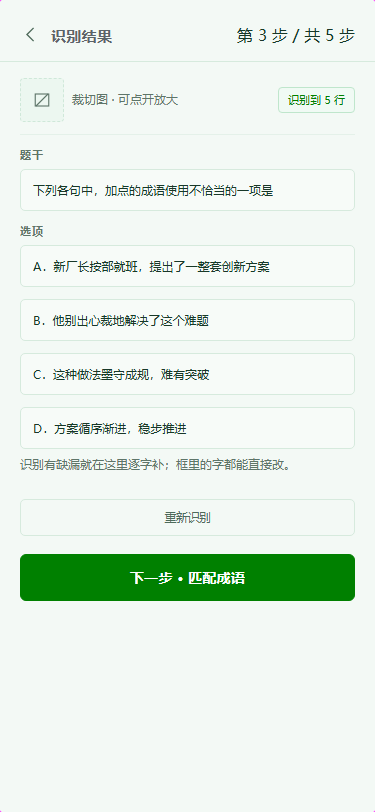 识别结果
第 3 步 / 共 5 步
裁切图 · 可点开放大
识别到 5 行
题干
下列各句中，加点的成语使用不恰当的一项是
选项
A．新厂长按部就班，提出了一整套创新方案
B．他别出心裁地解决了这个难题
C．这种做法墨守成规，难有突破
D．方案循序渐进，稳步推进
识别有缺漏就在这里逐字补；框里的字都能直接改。
重新识别
下一步 • 匹配成语